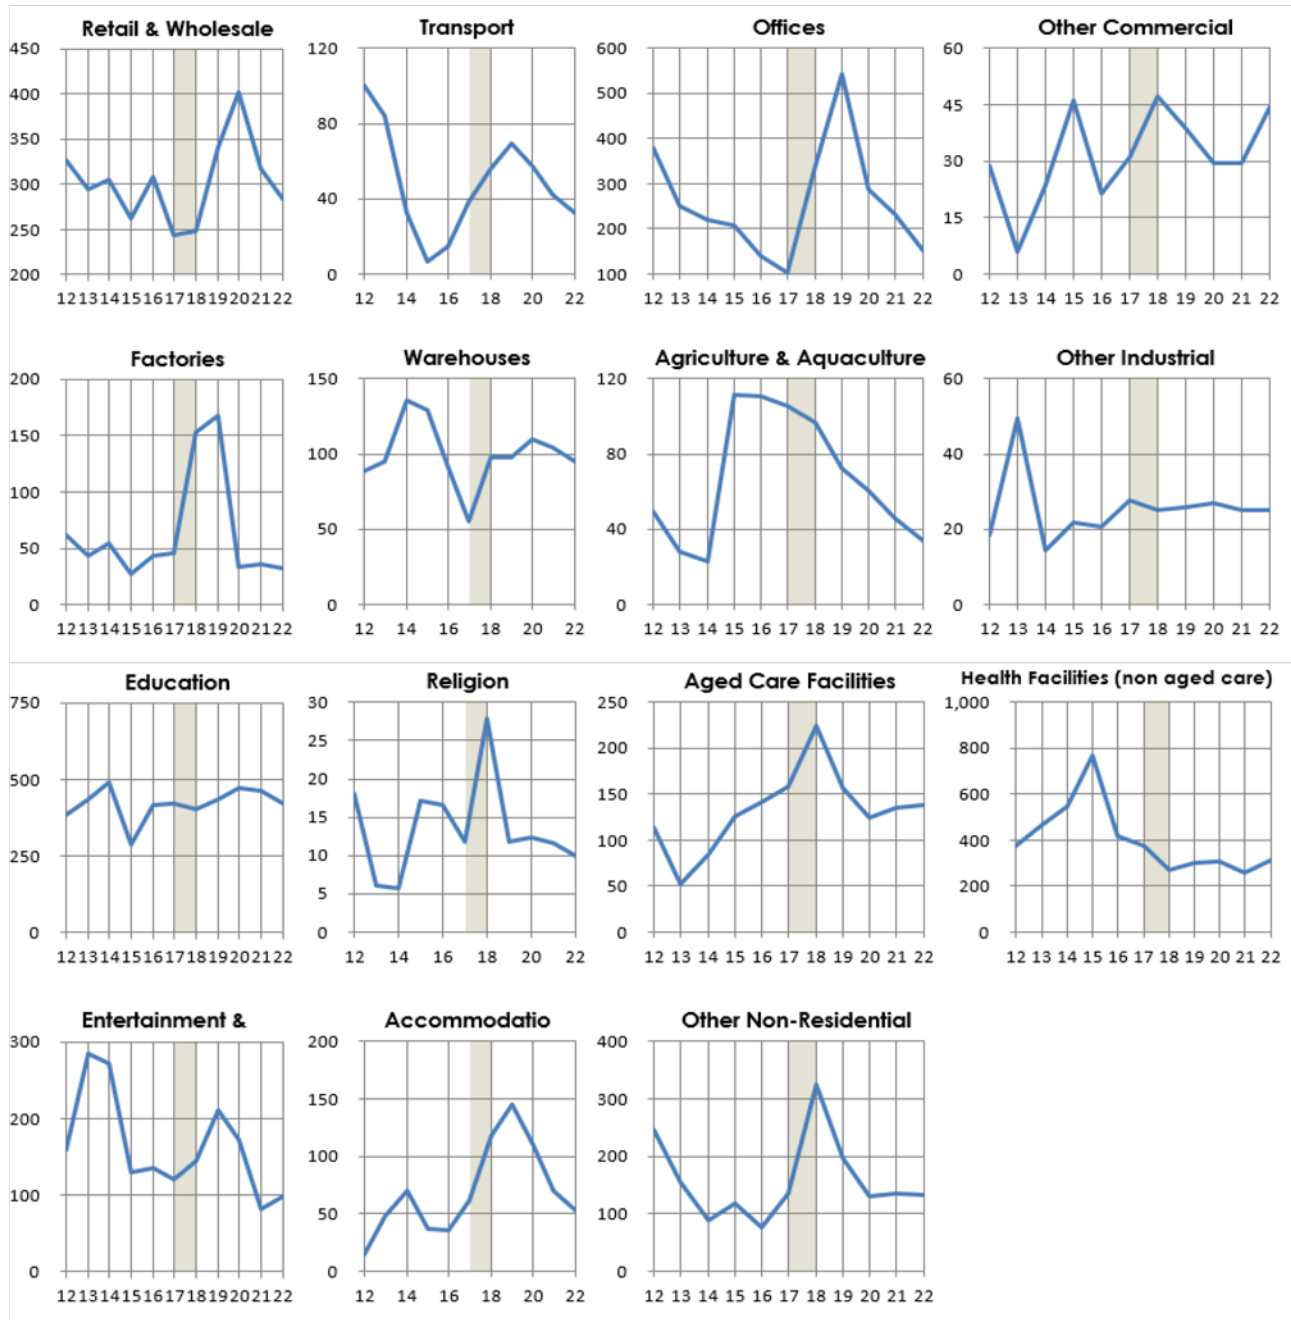 Retail & Wholesale
450
400
350
300
250
200
12 13 14 15 16 17 18 19 20 21 22
Transport
120
80
40
0
12 14 16 18 20 22
Offices
600
500
400
300
200
100
12 13 14 15 16 17 18 19 20 21 22
Other Commercial
60
45
30
15
0
12 13 14 15 16 17 18 19 20 21 22
Factories
200
150
100
50
0
12 13 14 15 16 17 18 19 20 21 22
Warehouses
150
100
50
0
12 14 16 18 20 22
Agriculture & Aquaculture
120
80
40
0
12 13 14 15 16 17 18 19 20 21 22
Other Industrial
60
40
20
0
12 13 14 15 16 17 18 19 20 21 22
Education
750
500
250
0
12 13 14 15 16 17 18 19 20 21 22
Religion
30
25
20
15
10
5
0
12 14 16 18 20 22
Aged Care Facilities
250
200
150
100
50
0
12 13 14 15 16 17 18 19 20 21 22
Health Facilities (non aged care)
1,000
800
600
400
200
0
12 13 14 15 16 17 18 19 20 21 22
Entertainment &
300
200
100
0
12 13 14 15 16 17 18 19 20 21 22
Accommodatio
200
150
100
50
0
12 14 16 18 20 22
Other Non-Residential
400
300
200
100
0
12 13 14 15 16 17 18 19 20 21 22